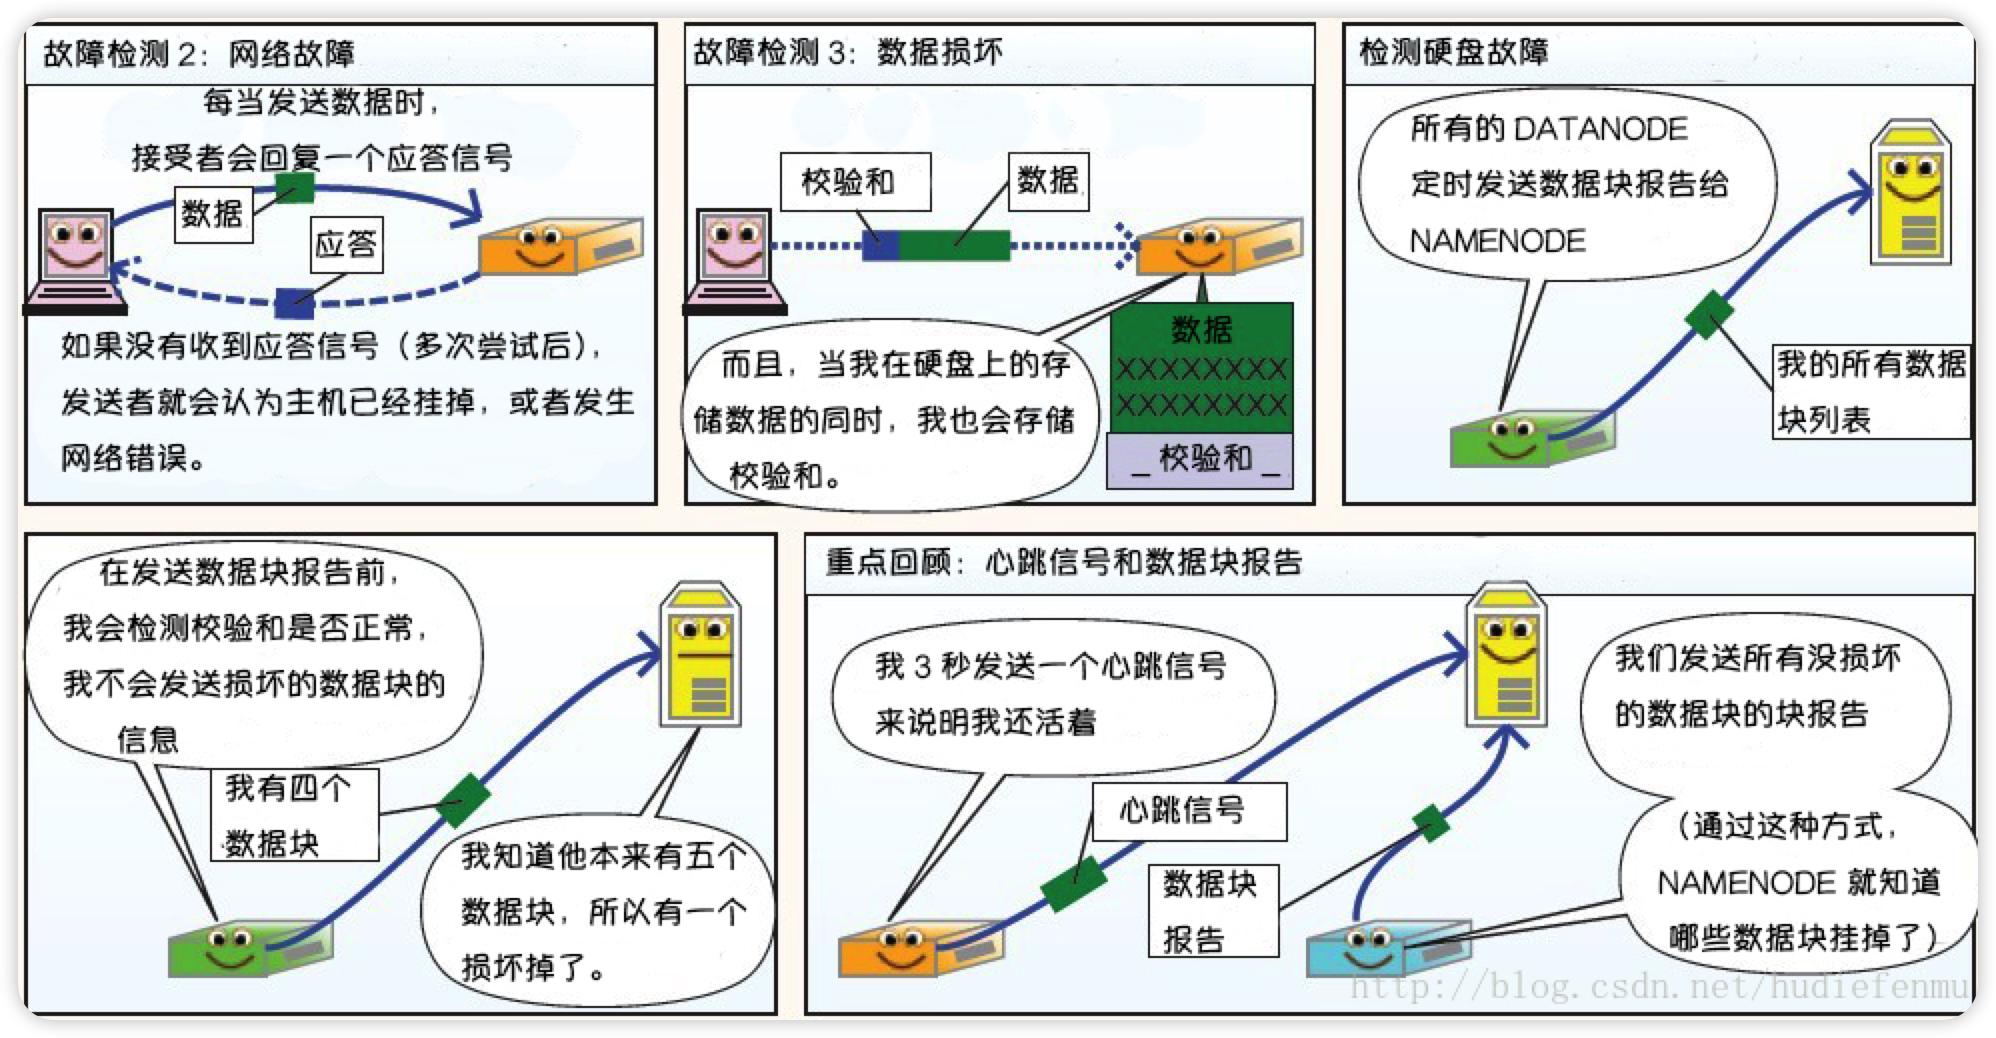 故障检测 2：网络故障
每当发送数据时，
接受者会回复一个应答信号
数据
应答
如果没有收到应答信号（多次尝试后），
发送者就会认为主机已经挂掉，或者发生
网络错误。
故障检测 3：数据损坏
校验和
数据
而且，当我在硬盘上的存
储数据的同时，我也会存储
校验和。
数据
XXXXXXXX
XXXXXXXX
_ 校验和 _
检测硬盘故障
所有的 DATANODE
定时发送数据块报告给
NAMENODE
我的所有数据
块列表
在发送数据块报告前，
我会检测校验和是否正常，
我不会发送损坏的数据块的
信息
我有四个
数据块
我知道他本来有五个
数据块，所以有一个
损坏掉了。
重点回顾：心跳信号和数据块报告
我 3 秒发送一个心跳信号
来说明我还活着
心跳信号
数据块
报告
我们发送所有没损坏
的数据块的块报告
（通过这种方式，
NAMENODE 就知道
哪些数据块挂掉了）
http://blog.csdn.net/hudiefenmu